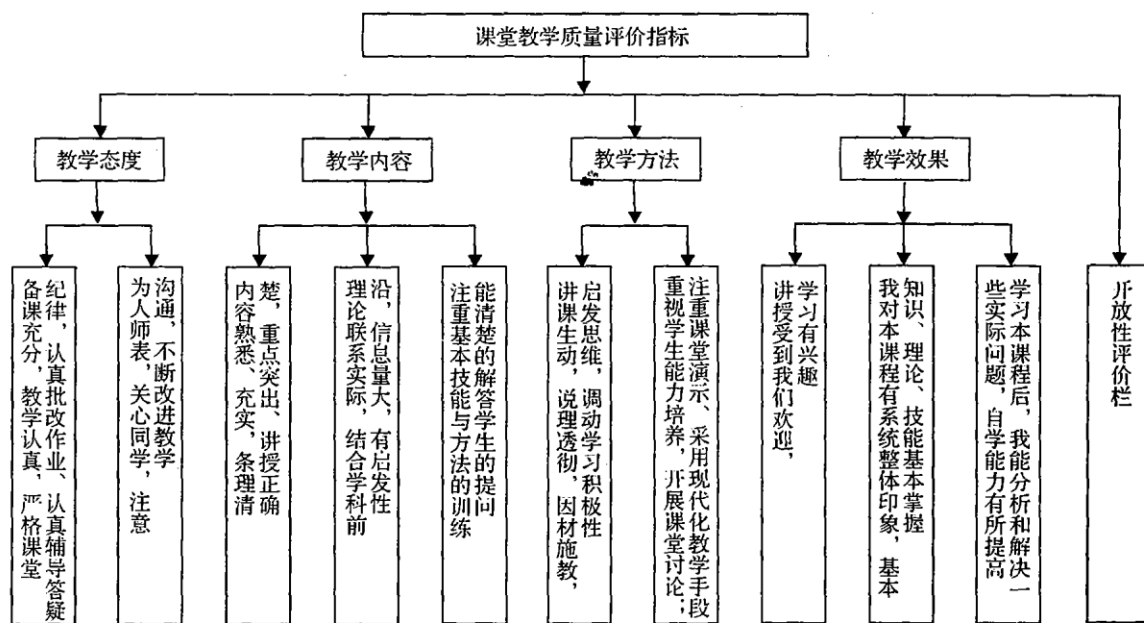 课堂教学质量评价指标
教学态度
教学内容
教学方法
教学效果
备课充分，教学认真，严格课堂
纪律，认真批改作业、认真辅导答疑
为人师表，关心同学，注意
沟通，不断改进教学
内容熟悉、充实，条理清
楚，重点突出、讲授正确
理论联系实际，结合学科前
沿，信息量大，有启发性
注重基本技能与方法的训练
能清楚的解答学生的提问
讲课生动，说理透彻，因材施教，
启发思维，调动学习积极性
重视学生能力培养，开展课堂讨论；
注重课堂演示、采用现代化教学手段
讲授受到我们欢迎，
学习有兴趣
我对本课程有系统整体印象，基本
知识、理论、技能基本掌握
学习本课程后，我能分析和解决一
些实际问题，自学能力有所提高
开放性评价栏